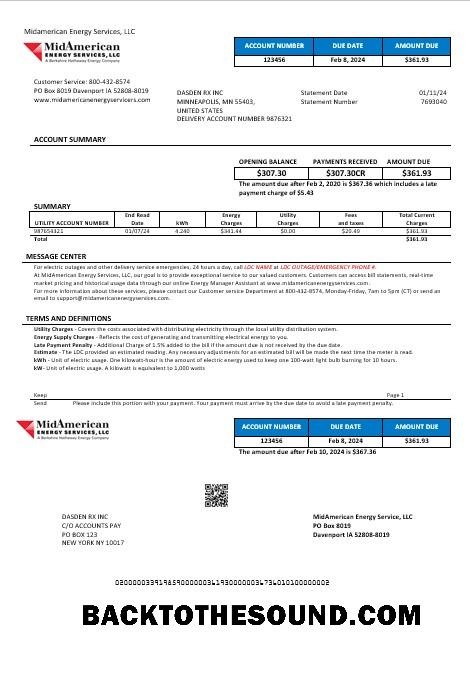 Midamerican Energy Services, LLC
MIDAMERICAN
ENERGY SERVICES, LLC
A Berkshire Hathaway Energy Company
ACCOUNT NUMBER DUE DATE AMOUNT DUE
123456 Feb 8, 2024 $361.93
Customer Service: 800-432-8574
PO Box 8019 Davenport IA 52808-8019
www.midamericanenergyservicers.com
DASDEN RX INC
MINNEAPOLIS, MN 55403,
UNITED STATES
DELIVERY ACCOUNT NUMBER 9876321
Statement Date 01/11/24
Statement Number 7693040
ACCOUNT SUMMARY
OPENING BALANCE PAYMENTS RECEIVED AMOUNT DUE
$307.30 $307.30CR $361.93
The amount due after Feb 2, 2020 is $367.36 which includes a late
payment charge of $5.43
SUMMARY
UTILITY ACCOUNT NUMBER End Read Date kWh Energy Charges Utility Charges Fees and taxes Total Current Charges
987654321 01/07/24 4.240 $341.44 $0.00 $20.49 $361.93
Total $361.93
MESSAGE CENTER
For electric outages and other delivery service emergencies, 24 hours a day, call LDC NAME at LDC OUTAGE/EMERGENCY PHONE #.
At MidAmerican Energy Services, LLC, our goal is to provide exceptional service to our valued customers. Customers can access bill statements, real-time
market pricing and historical usage data through our online Energy Manager Assistant at www.midamericanenergyservices.com.
For more information about these services, please contact our Customer service Department at 800-432-8574, Monday-Friday, 7am to 5pm (CT) or send an
email to support@midamericanenergyservices.com.
TERMS AND DEFINITIONS
Utility Charges - Covers the costs associated with distributing electricity through the local utility distribution system.
Energy Supply Charges - Reflects the cost of generating and transmitting electrical energy to you.
Late Payment Penalty - Additional Charge of 1.5% added to the bill if the amount due is not received by the due date.
Estimate - The LDC provided an estimated reading. Any necessary adjustments for an estimated bill will be made the next time the meter is read.
kWh - Unit of electric usage. One kilowatt-hour is the amount of electric energy used to keep one 100-watt light bulb burning for 10 hours.
kW - Unit of electric usage. A kilowatt is equivalent to 1,000 watts
Keep Page 1
Send Please include this portion with your payment. Your payment must arrive by the due date to avoid a late payment penalty.
MIDAMERICAN
ENERGY SERVICES, LLC
A Berkshire Hathaway Energy Company
ACCOUNT NUMBER DUE DATE AMOUNT DUE
123456 Feb 8, 2024 $361.93
The amount due after Feb 10, 2024 is $367.36
DASDEN RX INC
C/O ACCOUNTS PAY
PO BOX 123
NEW YORK NY 10017
MidAmerican Energy Service, LLC
PO Box 8019
Davenport IA 52808-8019
BACKTOTHESOUND.COM